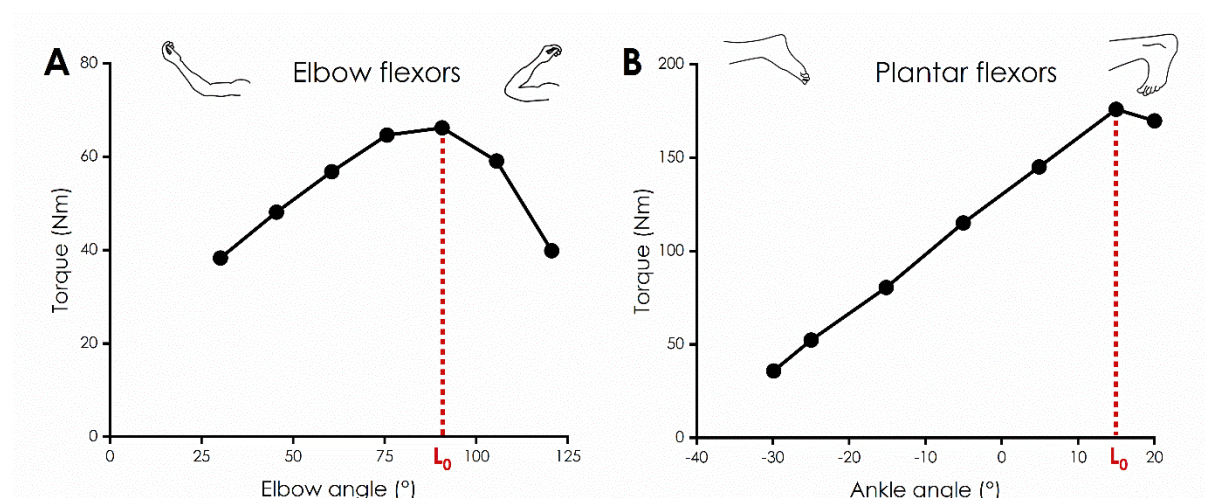 A
Elbow flexors
80
60
40
20
0
Torque (Nm)
0 25 50 75 L0 100 125
Elbow angle (°)
B
Plantar flexors
200
150
100
50
0
Torque (Nm)
-40 -30 -20 -10 0 10 L0 20
Ankle angle (°)